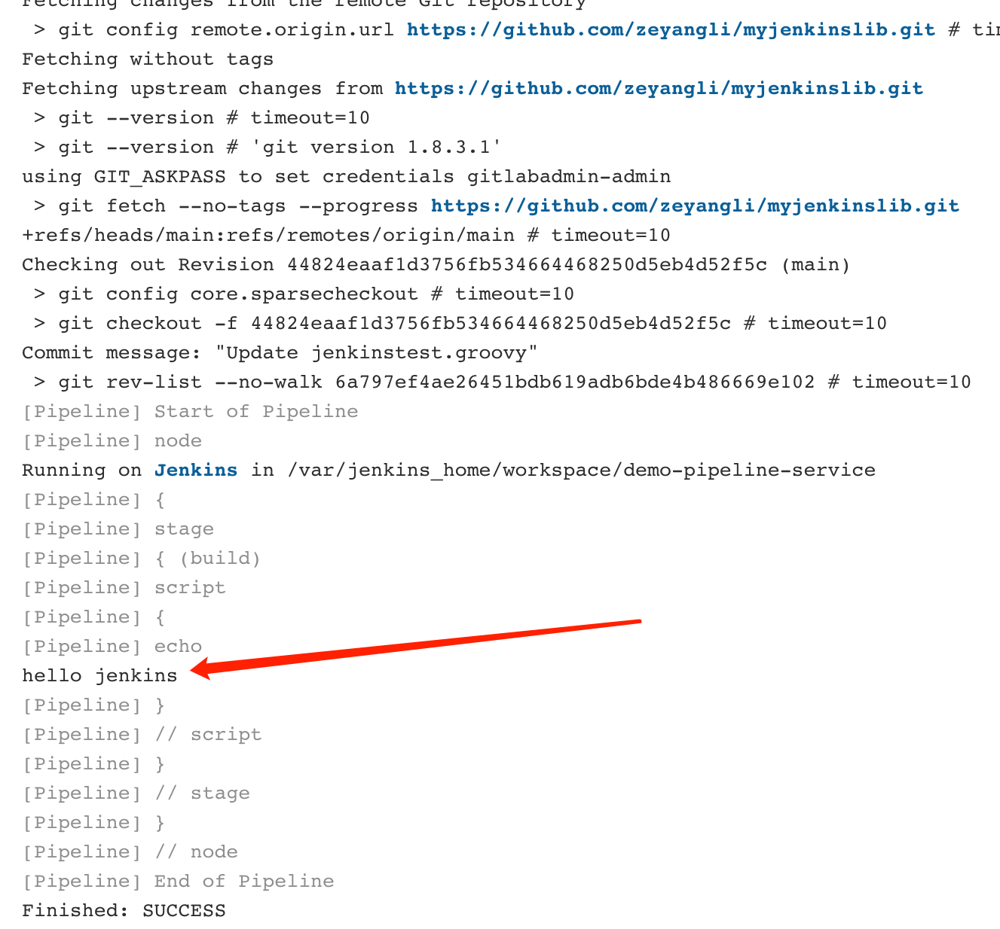 Fetching changes from the remote Git repository
 > git config remote.origin.url https://github.com/zeyangli/myjenkinslib.git # tim
Fetching without tags
Fetching upstream changes from https://github.com/zeyangli/myjenkinslib.git
 > git --version # timeout=10
 > git --version # 'git version 1.8.3.1'
using GIT_ASKPASS to set credentials gitlabadmin-admin
 > git fetch --no-tags --progress https://github.com/zeyangli/myjenkinslib.git
+refs/heads/main:refs/remotes/origin/main # timeout=10
Checking out Revision 44824eaaf1d3756fb534664468250d5eb4d52f5c (main)
 > git config core.sparsecheckout # timeout=10
 > git checkout -f 44824eaaf1d3756fb534664468250d5eb4d52f5c # timeout=10
Commit message: "Update jenkinstest.groovy"
 > git rev-list --no-walk 6a797ef4ae26451bdb619adb6bde4b486669e102 # timeout=10
[Pipeline] Start of Pipeline
[Pipeline] node
Running on Jenkins in /var/jenkins_home/workspace/demo-pipeline-service
[Pipeline] {
[Pipeline] stage
[Pipeline] { (build)
[Pipeline] script
[Pipeline] {
[Pipeline] echo
hello jenkins
[Pipeline] }
[Pipeline] // script
[Pipeline] }
[Pipeline] // stage
[Pipeline] }
[Pipeline] // node
[Pipeline] End of Pipeline
Finished: SUCCESS